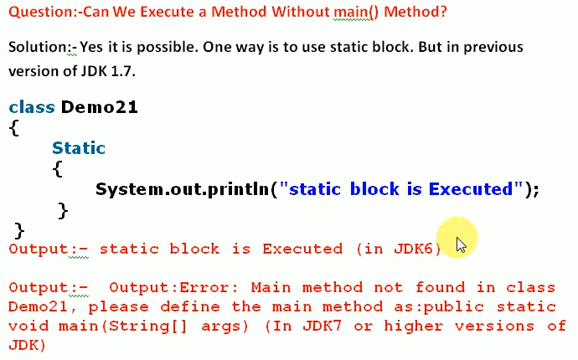 Question:-Can We Execute a Method Without main() Method?
Solution:- Yes it is possible. One way is to use static block. But in previous
version of JDK 1.7.
class Demo21
{
Static
{
System.out.println("static block is Executed");
}
}
Output:- static block is Executed (in JDK6)
Output:- Output:Error: Main method not found in class
Demo21, please define the main method as:public static
void main(String[] args) (In JDK7 or higher versions of
JDK)